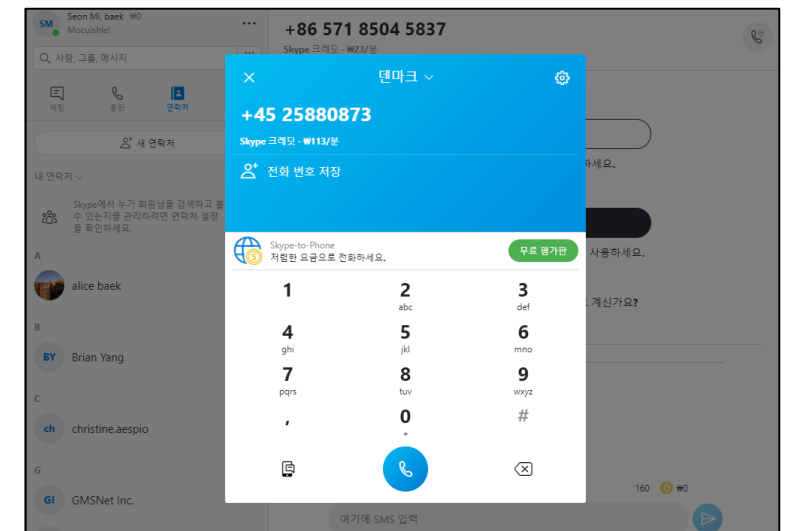 SM
Seon Mi, baek ₩0
Mocuishle!
...
사람, 그룹, 메시지
채팅
통화
연락처
새 연락처
내 연락처
Skype에서 누가 회원님을 검색하고 볼
수 있는지를 관리하려면 연락처 설정
을 확인하세요.
A
alice baek
B
BY
Brian Yang
C
ch
christine.aespio
G
GI
GMSNet Inc.
+86 571 8504 5837
Skype 크레딧 - ₩23/분
덴마크
+45 25880873
Skype 크레딧 - ₩113/분
전화 번호 저장
Skype-to-Phone
저렴한 요금으로 전화하세요.
무료 평가판
1
2
abc
3
def
4
ghi
5
jkl
6
mno
7
pqrs
8
tuv
9
wxyz
,
0
+
#
하세요.
사용하세요.
계신가요?
160 ₩0
여기에 SMS 입력